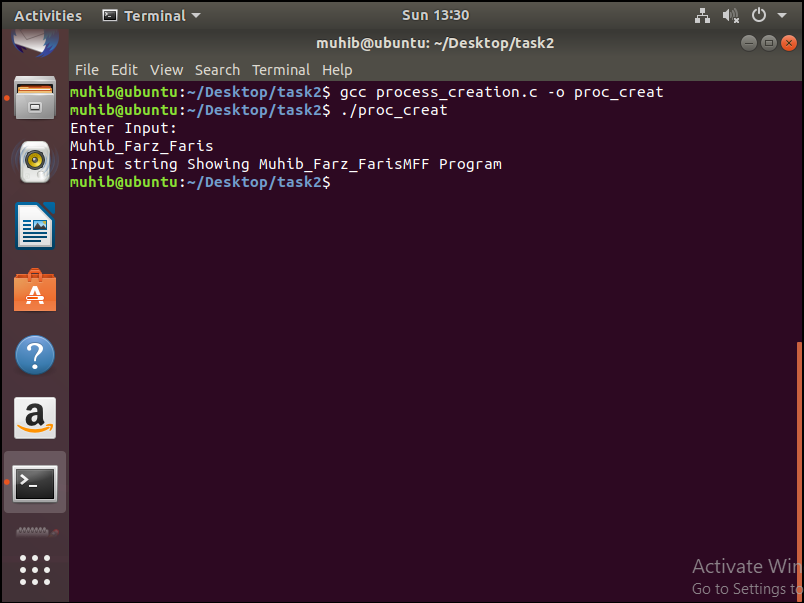 Activities Terminal Sun 13:30
muhib@ubuntu: ~/Desktop/task2
File Edit View Search Terminal Help
muhib@ubuntu:~/Desktop/task2$ gcc process_creation.c -o proc_creat
muhib@ubuntu:~/Desktop/task2$ ./proc_creat
Enter Input:
Muhib_Farz_Faris
Input string Showing Muhib_Farz_FarisMFF Program
muhib@ubuntu:~/Desktop/task2$
A
?
a
>_
Activate Win
Go to Settings to